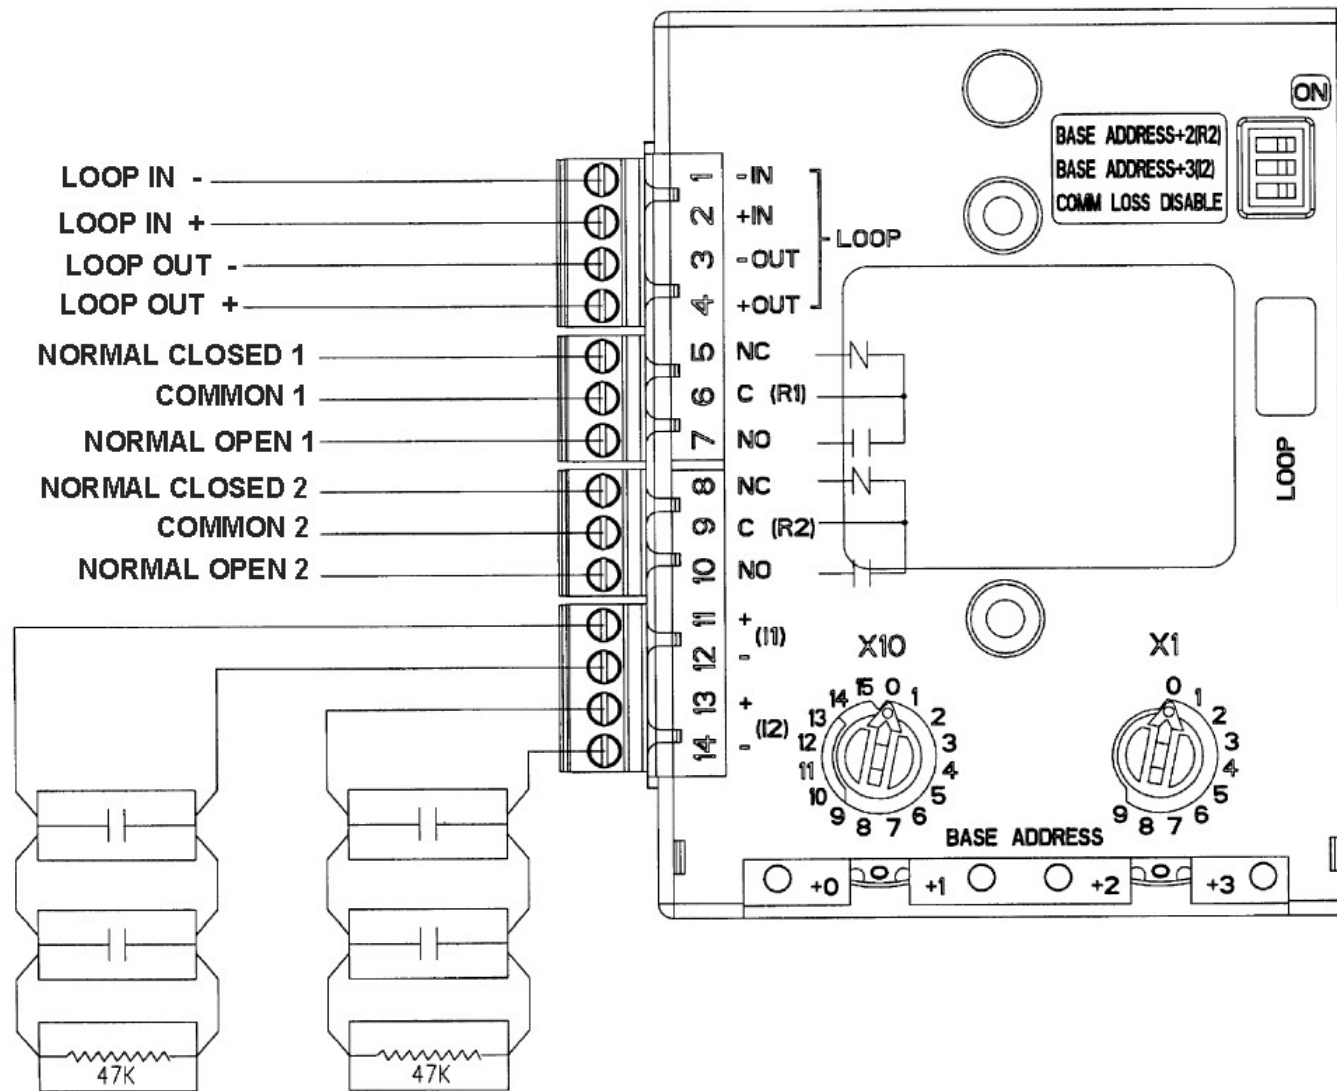 ON
BASE ADDRESS+2(R2)
BASE ADDRESS+3(I2)
COMM LOSS DISABLE
LOOP IN - 1 -IN
LOOP IN + 2 +IN
LOOP
LOOP OUT - 3 -OUT
LOOP OUT + 4 +OUT
NORMAL CLOSED 1 5 NC
COMMON 1 6 C (R1)
NORMAL OPEN 1 7 NO
LOOP
NORMAL CLOSED 2 8 NC
COMMON 2 9 C (R2)
NORMAL OPEN 2 10 NO
11 +
(I1)
12 -
13 +
(I2)
14 -
X10
0 1 2 3 4 5 6 7 8 9 10 11 12 13 14 15
X1
0 1 2 3 4 5 6 7 8 9
BASE ADDRESS
+0 +1 +2 +3
47K 47K